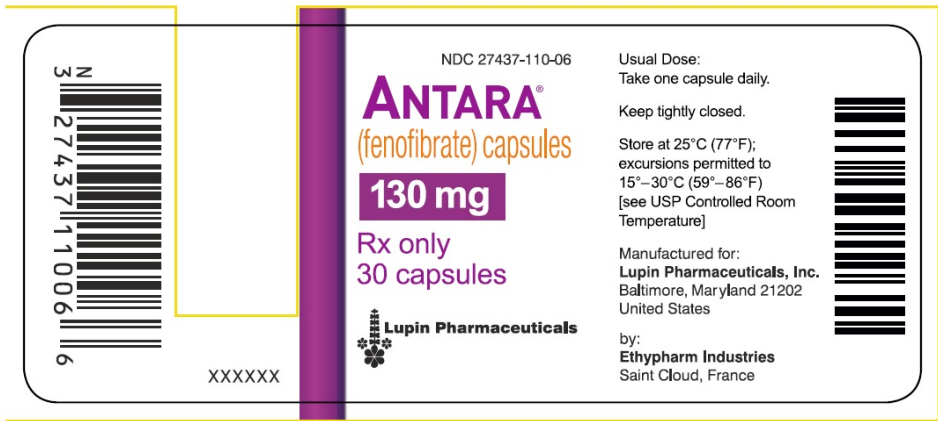 N
3 27437 11006 6
XXXXXX
NDC 27437-110-06
ANTARA®
(fenofibrate) capsules
130 mg
Rx only
30 capsules
Lupin Pharmaceuticals
Usual Dose:
Take one capsule daily.
Keep tightly closed.
Store at 25°C (77°F);
excursions permitted to
15°–30°C (59°–86°F)
[see USP Controlled Room
Temperature]
Manufactured for:
Lupin Pharmaceuticals, Inc.
Baltimore, Maryland 21202
United States
by:
Ethypharm Industries
Saint Cloud, France